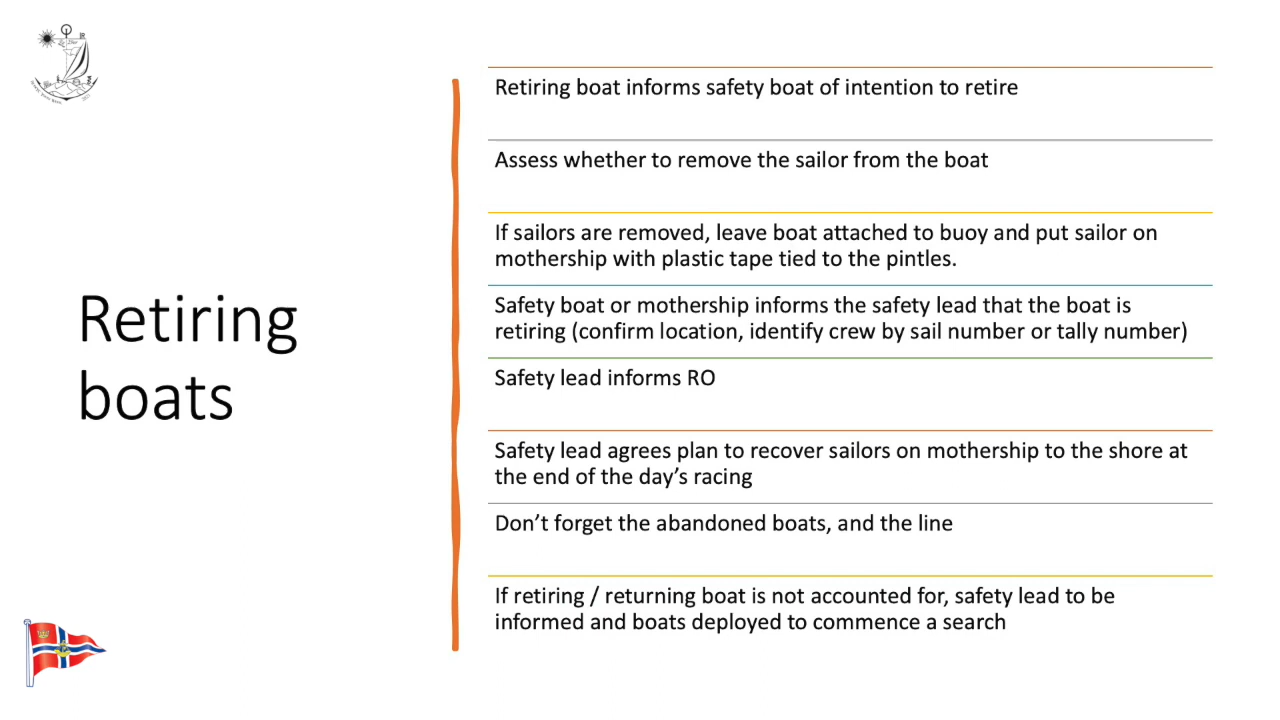 Retiring
boats
Retiring boat informs safety boat of intention to retire
Assess whether to remove the sailor from the boat
If sailors are removed, leave boat attached to buoy and put sailor on
mothership with plastic tape tied to the pintles.
Safety boat or mothership informs the safety lead that the boat is
retiring (confirm location, identify crew by sail number or tally number)
Safety lead informs RO
Safety lead agrees plan to recover sailors on mothership to the shore at
the end of the day’s racing
Don’t forget the abandoned boats, and the line
If retiring / returning boat is not accounted for, safety lead to be
informed and boats deployed to commence a search